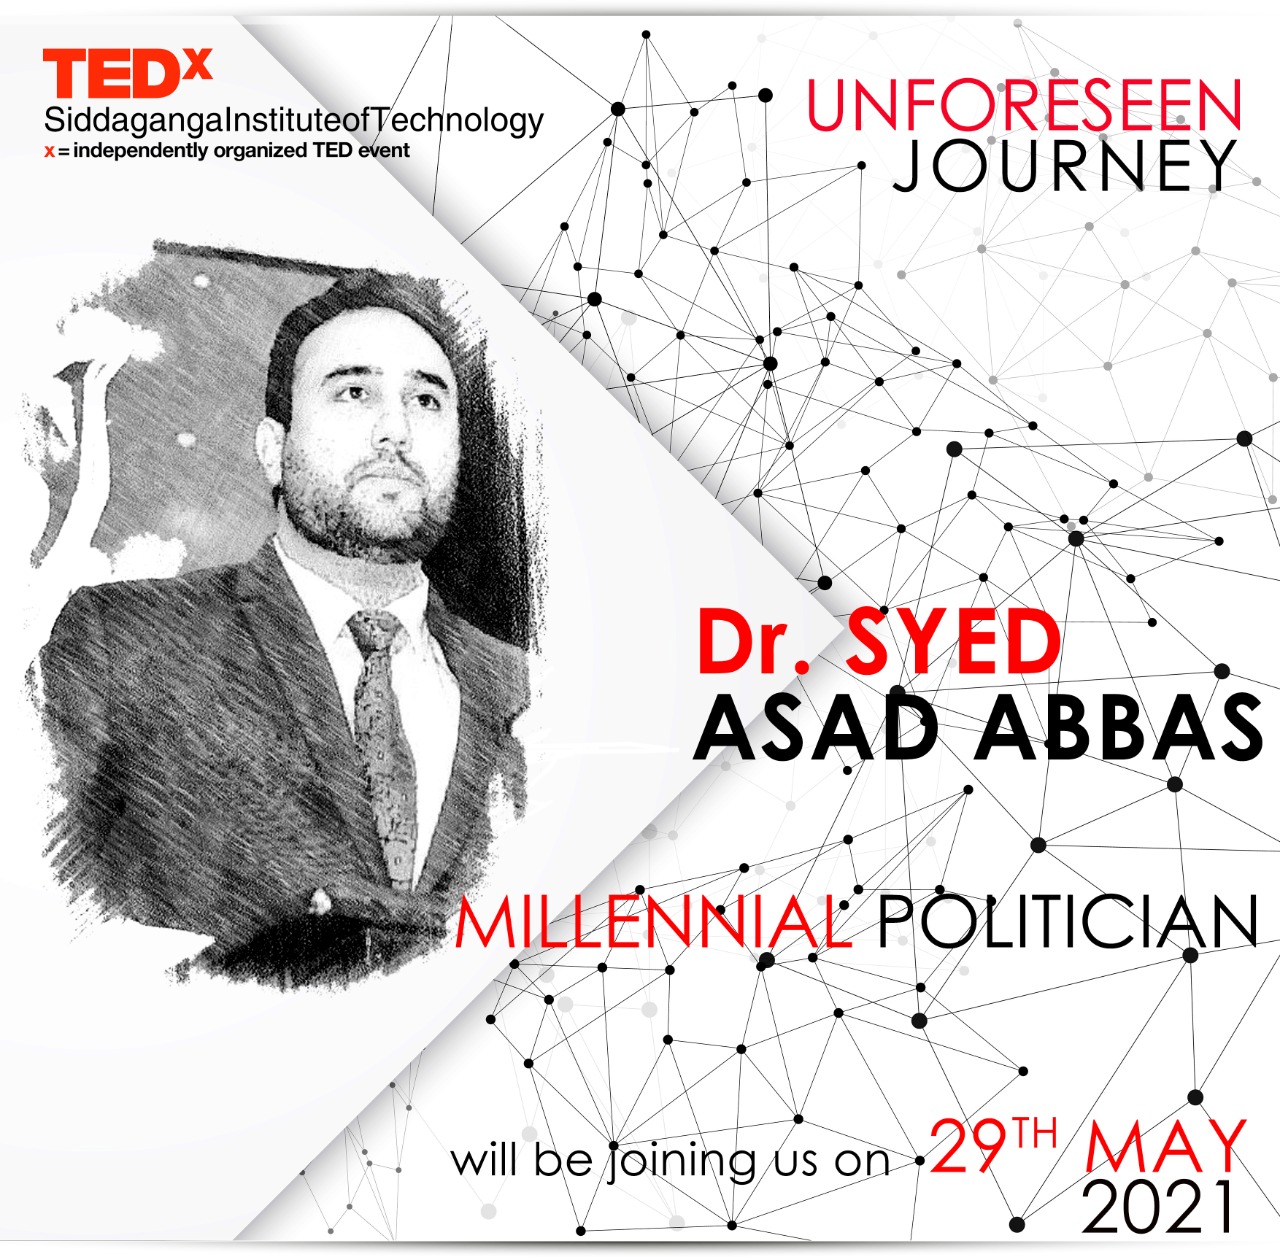 TEDx
SiddagangaInstituteofTechnology
x = independently organized TED event
UNFORESEEN
JOURNEY
Dr. SYED
ASAD ABBAS
MILLENNIAL POLITICIAN
will be joining us on 29TH MAY
2021